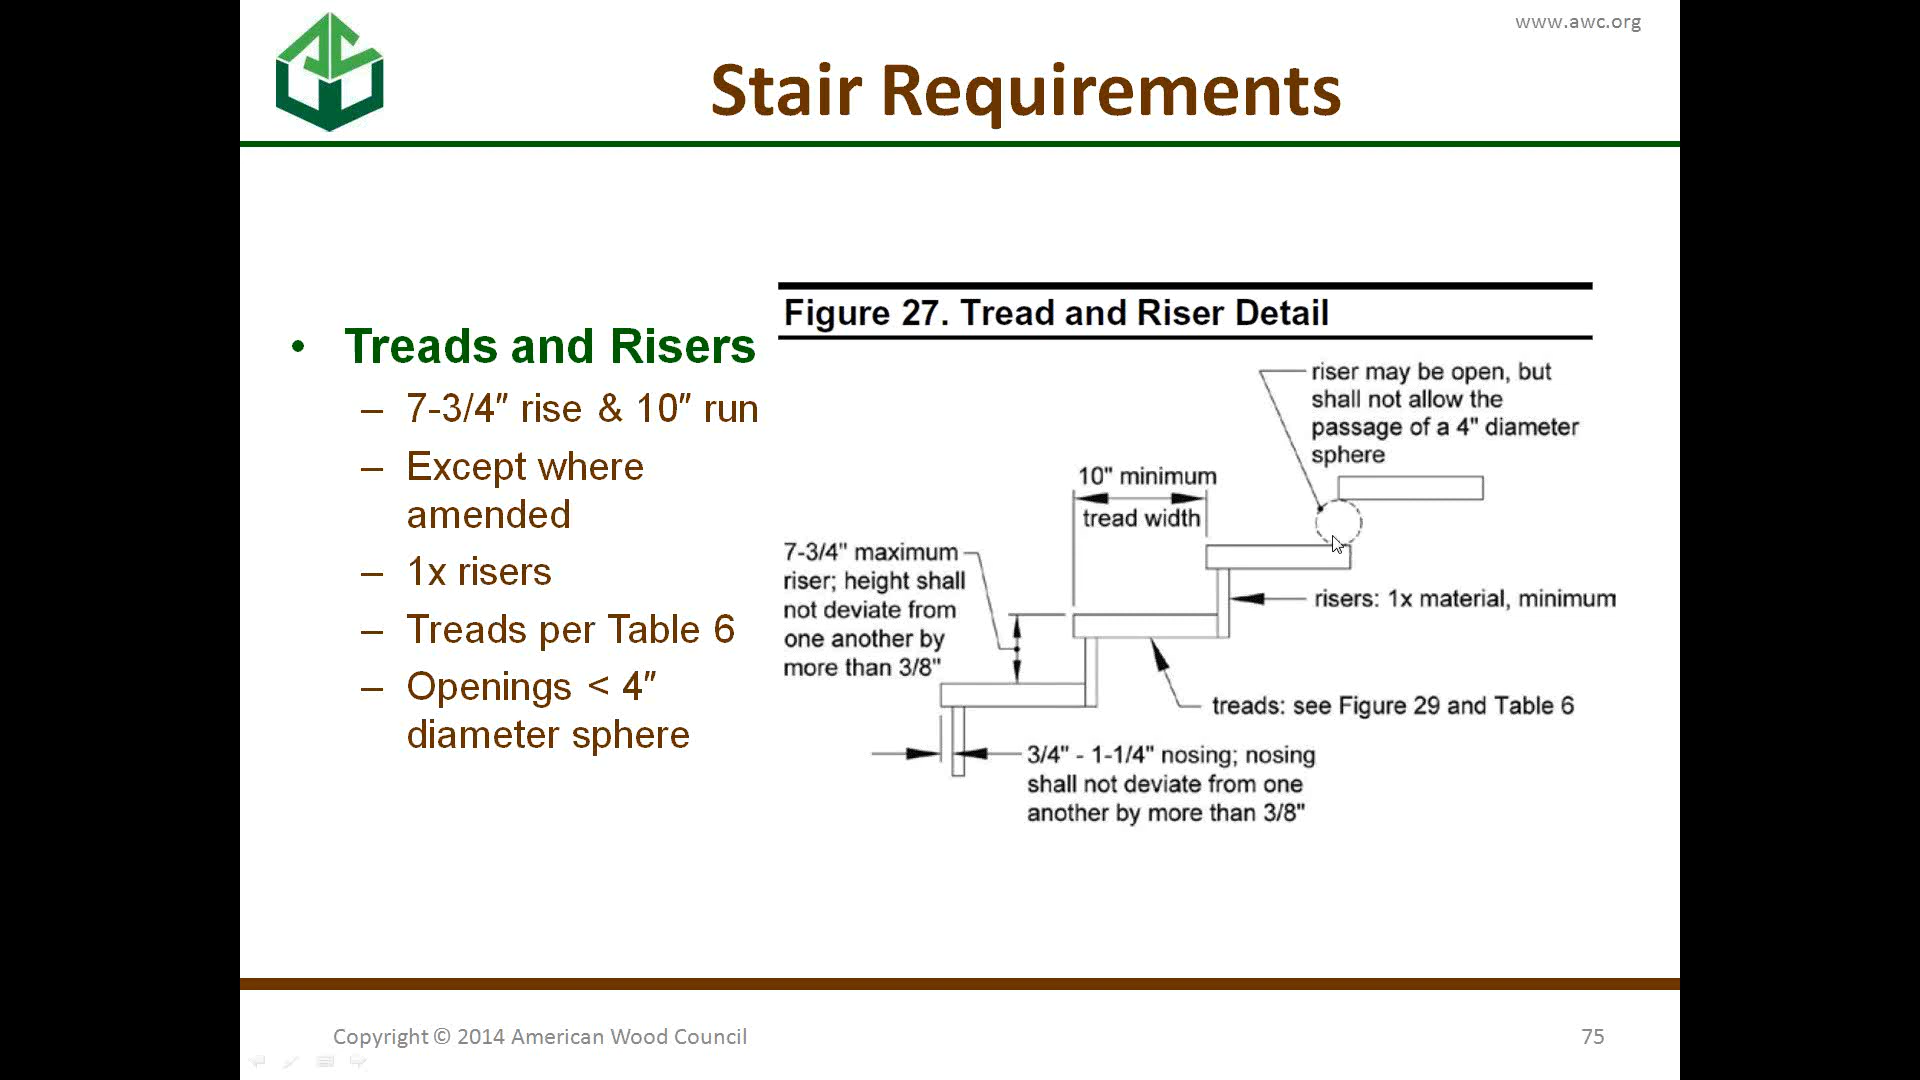 www.awc.org
Stair Requirements
• Treads and Risers
– 7-3/4″ rise & 10″ run
– Except where
amended
– 1x risers
– Treads per Table 6
– Openings < 4″
diameter sphere
Figure 27. Tread and Riser Detail
riser may be open, but
shall not allow the
passage of a 4" diameter
sphere
10" minimum
tread width
7-3/4" maximum
riser; height shall
not deviate from
one another by
more than 3/8"
risers: 1x material, minimum
treads: see Figure 29 and Table 6
3/4" - 1-1/4" nosing; nosing
shall not deviate from one
another by more than 3/8"
Copyright © 2014 American Wood Council
75